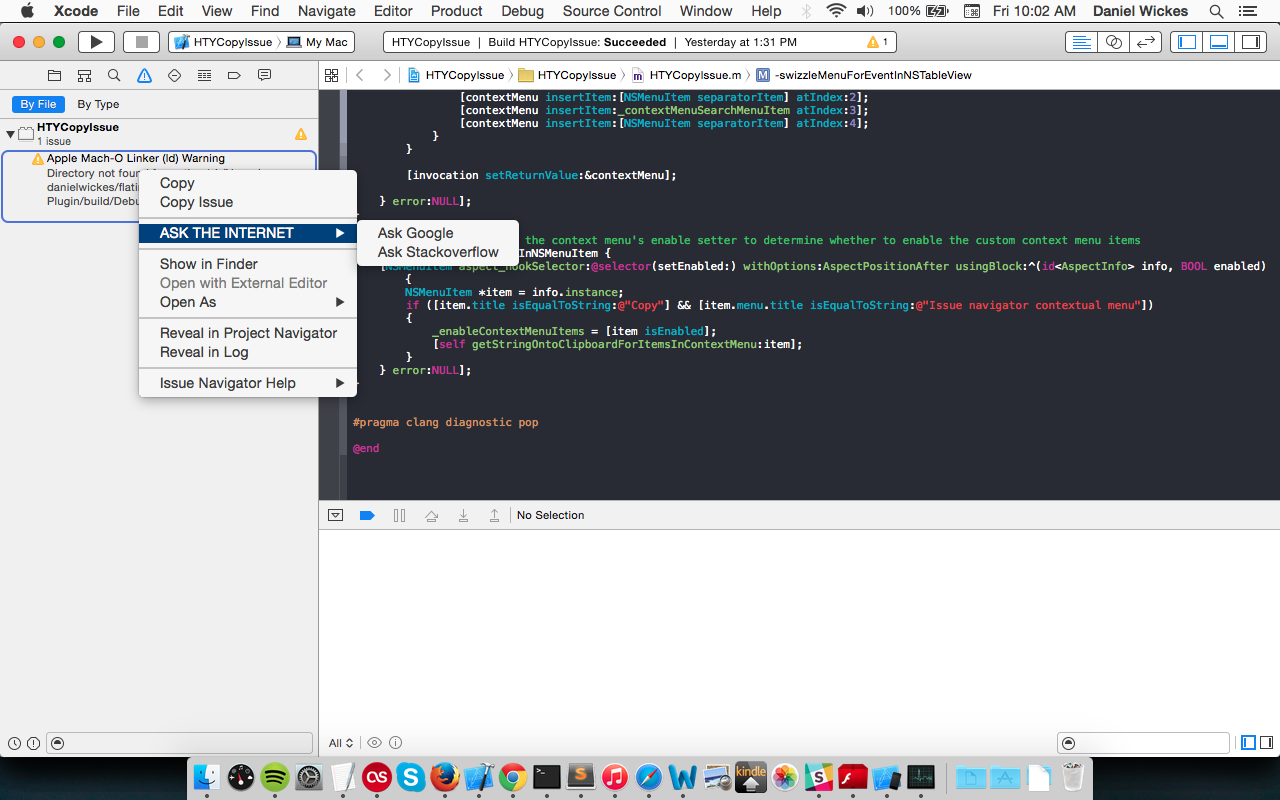 Xcode File Edit View Find Navigate Editor Product Debug Source Control Window Help 100% Fri 10:02 AM Daniel Wickes
HTYCopyIssue My Mac
HTYCopyIssue | Build HTYCopyIssue: Succeeded | Yesterday at 1:31 PM 1
HTYCopyIssue HTYCopyIssue HTYCopyIssue.m M -swizzleMenuForEventInNSTableView
By File By Type
HTYCopyIssue
1 issue
Apple Mach-O Linker (ld) Warning
Directory not found
danielwickes/flati
Plugin/build/Debu
Copy
Copy Issue
ASK THE INTERNET
Ask Google
Ask Stackoverflow
Show in Finder
Open with External Editor
Open As
Reveal in Project Navigator
Reveal in Log
Issue Navigator Help
[contextMenu insertItem:[NSMenuItem separatorItem] atIndex:2];
[contextMenu insertItem:_contextMenuSearchMenuItem atIndex:3];
[contextMenu insertItem:[NSMenuItem separatorItem] atIndex:4];
}
}
[invocation setReturnValue:&contextMenu];
} error:NULL];
the context menu's enable setter to determine whether to enable the custom context menu items
InNSMenuItem {
[NSMenuItem aspect_hookSelector:@selector(setEnabled:) withOptions:AspectPositionAfter usingBlock:^(id<AspectInfo> info, BOOL enabled)
{
NSMenuItem *item = info.instance;
if ([item.title isEqualToString:@"Copy"] && [item.menu.title isEqualToString:@"Issue navigator contextual menu"])
{
_enableContextMenuItems = [item isEnabled];
[self getStringOntoClipboardForItemsInContextMenu:item];
}
} error:NULL];
#pragma clang diagnostic pop
@end
No Selection
All
kindle